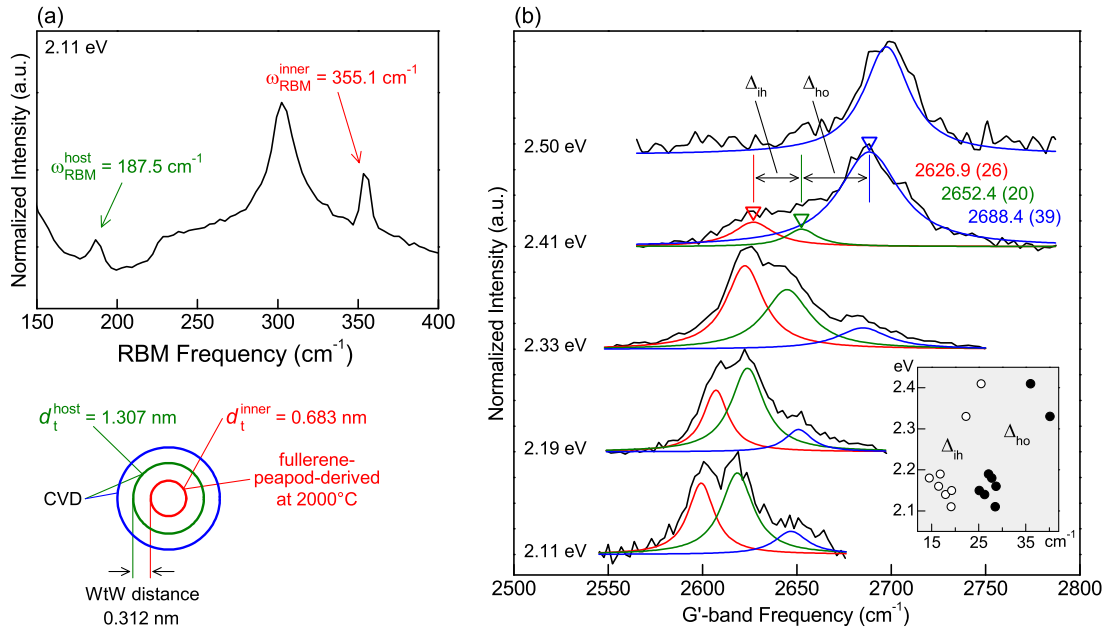 (a)
2.11 eV
ω_RBM^inner = 355.1 cm⁻¹
ω_RBM^host = 187.5 cm⁻¹
Normalized Intensity (a.u.)
150 200 250 300 350 400
RBM Frequency (cm⁻¹)
d_t^host = 1.307 nm
d_t^inner = 0.683 nm
fullerene-
peapod-derived
at 2000°C
CVD
WtW distance
0.312 nm
(b)
Δ_ih
Δ_ho
2.50 eV
2626.9 (26)
2652.4 (20)
2688.4 (39)
2.41 eV
2.33 eV
2.19 eV
2.11 eV
Normalized Intensity (a.u.)
eV
2.4
2.3
2.2
2.1
Δ_ih
Δ_ho
15 25 35 cm⁻¹
2500 2550 2600 2650 2700 2750 2800
G'-band Frequency (cm⁻¹)